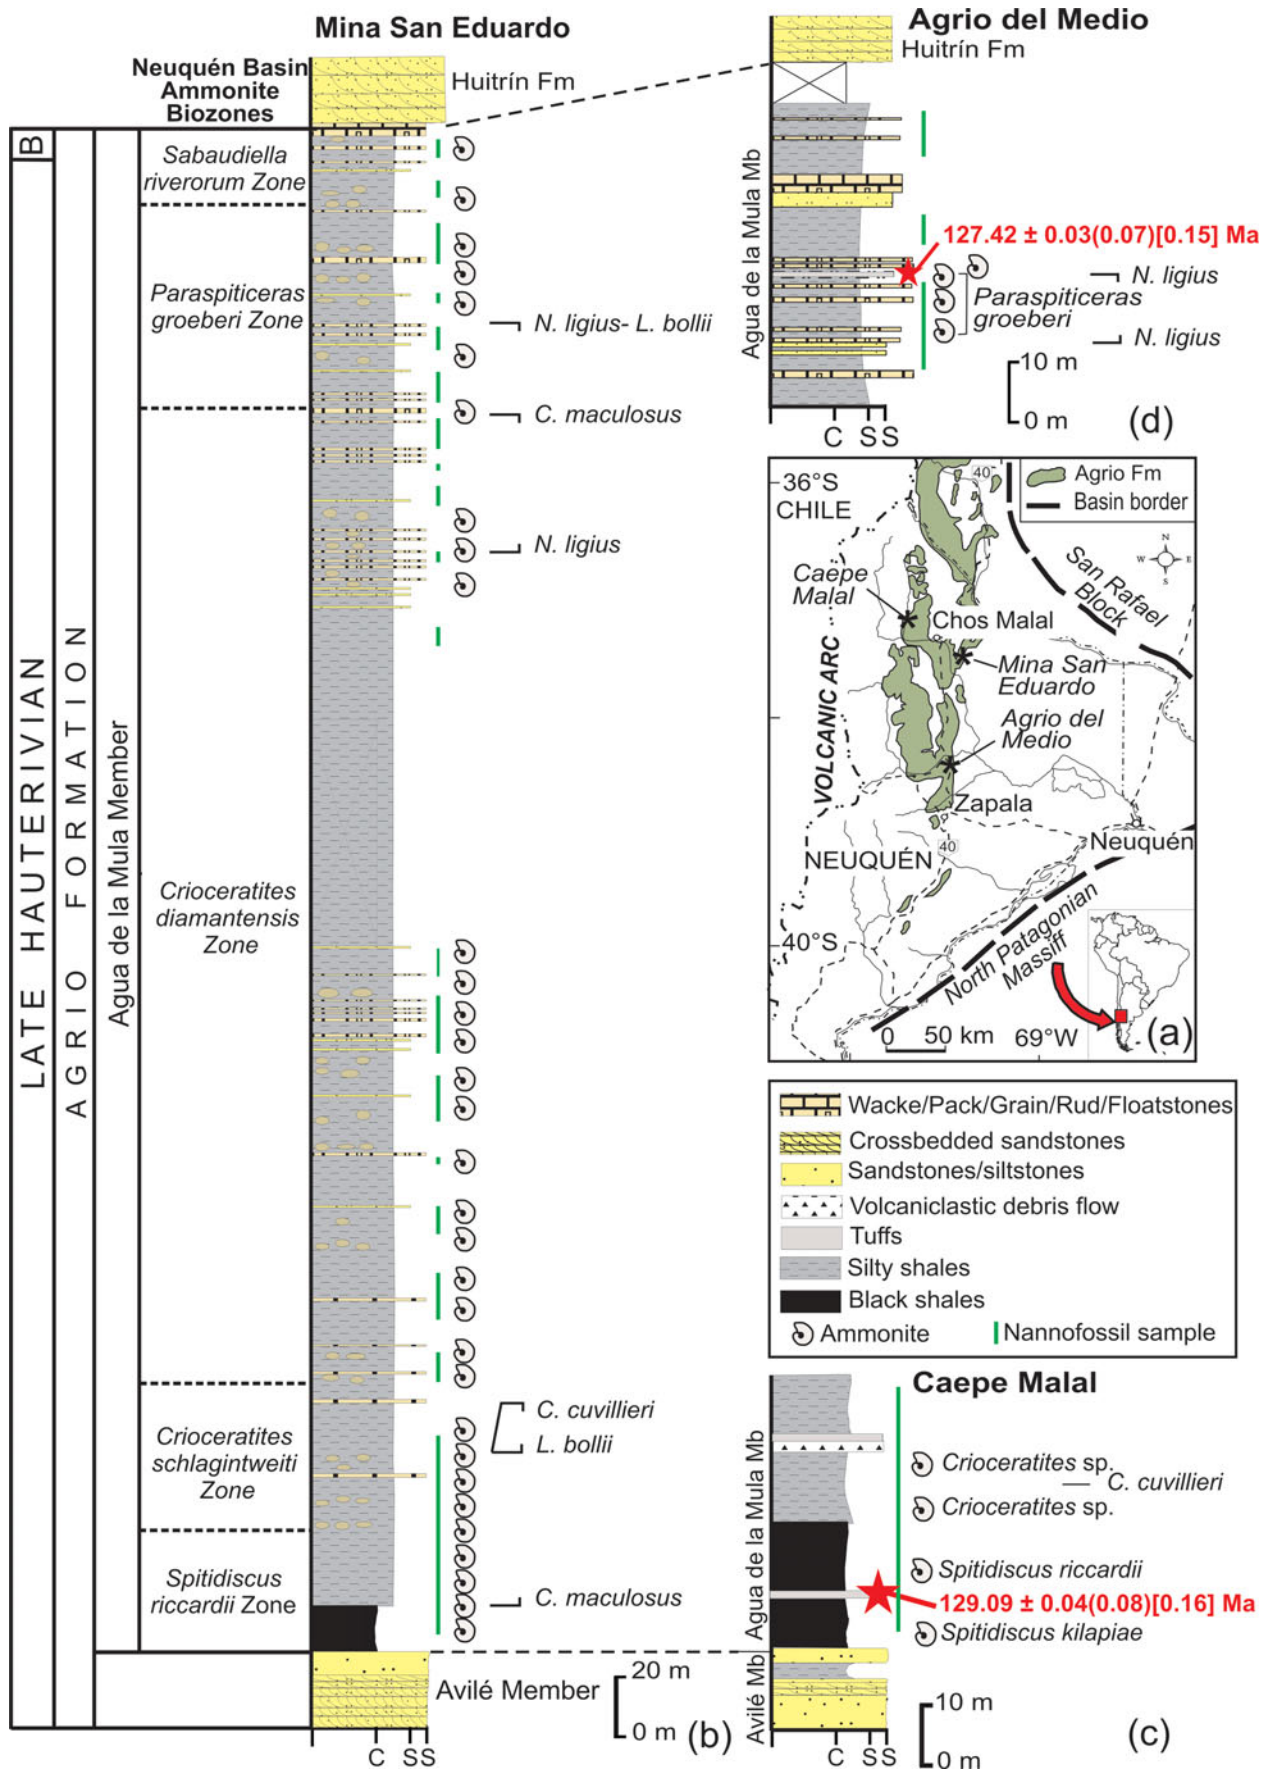 Mina San Eduardo
Neuquén Basin
Ammonite
Biozones
Huitrín Fm
B
LATE HAUTERIVIAN
AGRIO FORMATION
Agua de la Mula Member
Sabaudiella
riverorum Zone
Paraspiticeras
groeberi Zone
Crioceratites
diamantensis
Zone
Crioceratites
schlagintweiti
Zone
Spitidiscus
riccardii Zone
N. ligius- L. bollii
C. maculosus
N. ligius
C. cuvillieri
L. bollii
C. maculosus
Avilé Member
20 m
0 m
(b)
C SS
Agrio del Medio
Huitrín Fm
Agua de la Mula Mb
127.42 ± 0.03(0.07)[0.15] Ma
N. ligius
Paraspiticeras
groeberi
N. ligius
10 m
0 m
(d)
C S S
36°S
CHILE
Agrio Fm
Basin border
40
N
W E
S
San Rafael
Block
Caepe
Malal
Chos Malal
Mina San
Eduardo
VOLCANIC ARC
Agrio del
Medio
Zapala
Neuquén
NEUQUÉN
40
40°S
North Patagonian
Massiff
0 50 km
69°W
(a)
Wacke/Pack/Grain/Rud/Floatstones
Crossbedded sandstones
Sandstones/siltstones
Volcaniclastic debris flow
Tuffs
Silty shales
Black shales
Ammonite
Nannofossil sample
Caepe Malal
Agua de la Mula Mb
Avilé Mb
Crioceratites sp.
C. cuvillieri
Crioceratites sp.
Spitidiscus riccardii
129.09 ± 0.04(0.08)[0.16] Ma
Spitidiscus kilapiae
10 m
0 m
(c)
C S S